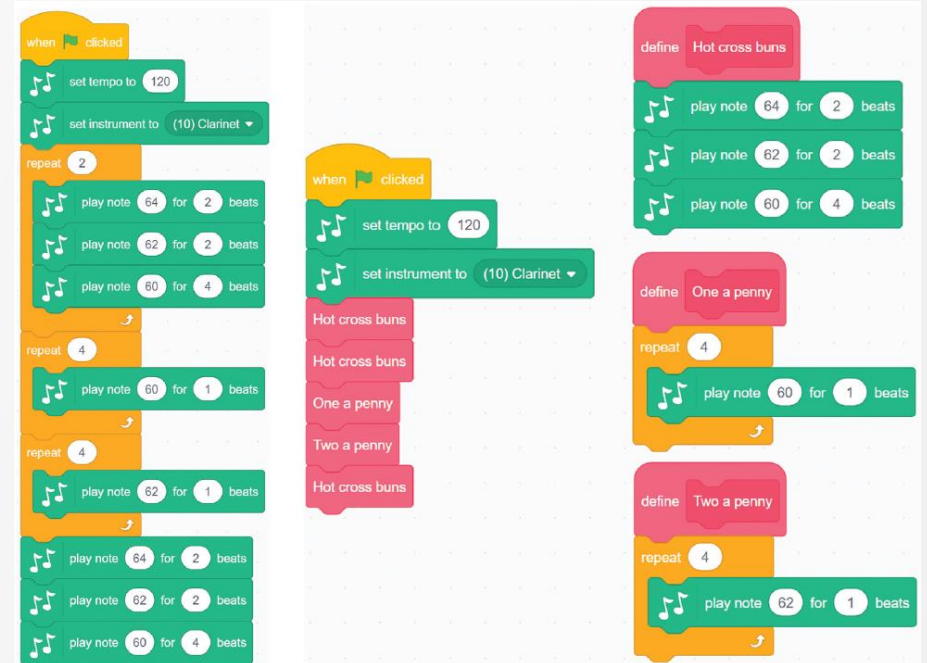 when clicked
set tempo to 120
set instrument to (10) Clarinet
repeat 2
play note 64 for 2 beats
play note 62 for 2 beats
play note 60 for 4 beats
repeat 4
play note 60 for 1 beats
repeat 4
play note 62 for 1 beats
play note 64 for 2 beats
play note 62 for 2 beats
play note 60 for 4 beats
when clicked
set tempo to 120
set instrument to (10) Clarinet
Hot cross buns
Hot cross buns
One a penny
Two a penny
Hot cross buns
define Hot cross buns
play note 64 for 2 beats
play note 62 for 2 beats
play note 60 for 4 beats
define One a penny
repeat 4
play note 60 for 1 beats
define Two a penny
repeat 4
play note 62 for 1 beats